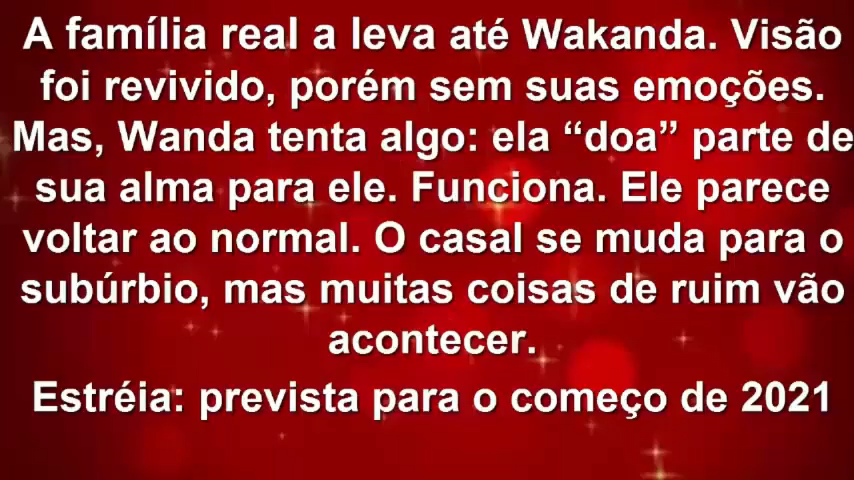 A família real a leva até Wakanda. Visão
foi revivido, porém sem suas emoções.
Mas, Wanda tenta algo: ela “doa” parte de
sua alma para ele. Funciona. Ele parece
voltar ao normal. O casal se muda para o
subúrbio, mas muitas coisas de ruim vão
acontecer.
Estréia: prevista para o começo de 2021